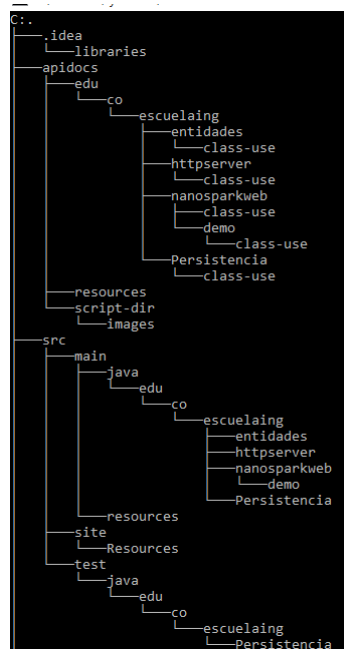 C:.
├───.idea
│   └───libraries
├───apidocs
│   ├───edu
│   │   └───co
│   │       └───escuelaing
│   │           ├───entidades
│   │           │   └───class-use
│   │           ├───httpserver
│   │           │   └───class-use
│   │           ├───nanosparkweb
│   │           │   ├───class-use
│   │           │   └───demo
│   │           │       └───class-use
│   │           └───Persistencia
│   │               └───class-use
│   ├───resources
│   └───script-dir
│       └───images
├───src
│   ├───main
│   │   ├───java
│   │   │   └───edu
│   │   │       └───co
│   │   │           └───escuelaing
│   │   │               ├───entidades
│   │   │               ├───httpserver
│   │   │               ├───nanosparkweb
│   │   │               │   └───demo
│   │   │               └───Persistencia
│   │   └───resources
│   ├───site
│   │   └───Resources
│   └───test
│       └───java
│           └───edu
│               └───co
│                   └───escuelaing
│                       └───Persistencia